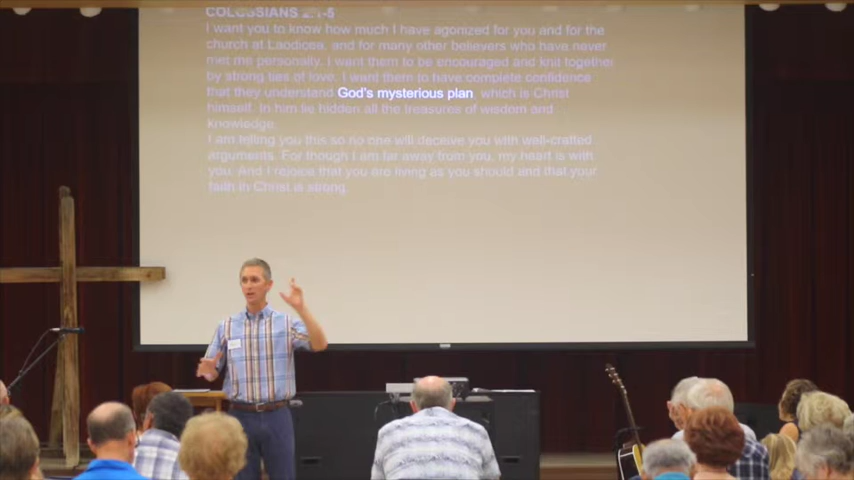 COLOSSIANS 2:1-5
I want you to know how much I have agonized for you and for the
church at Laodicea, and for many other believers who have never
met me personally. I want them to be encouraged and knit together
by strong ties of love. I want them to have complete confidence
that they understand God's mysterious plan, which is Christ
himself. In him lie hidden all the treasures of wisdom and
knowledge.
I am telling you this so no one will deceive you with well-crafted
arguments. For though I am far away from you, my heart is with
you. And I rejoice that you are living as you should and that your
faith in Christ is strong.